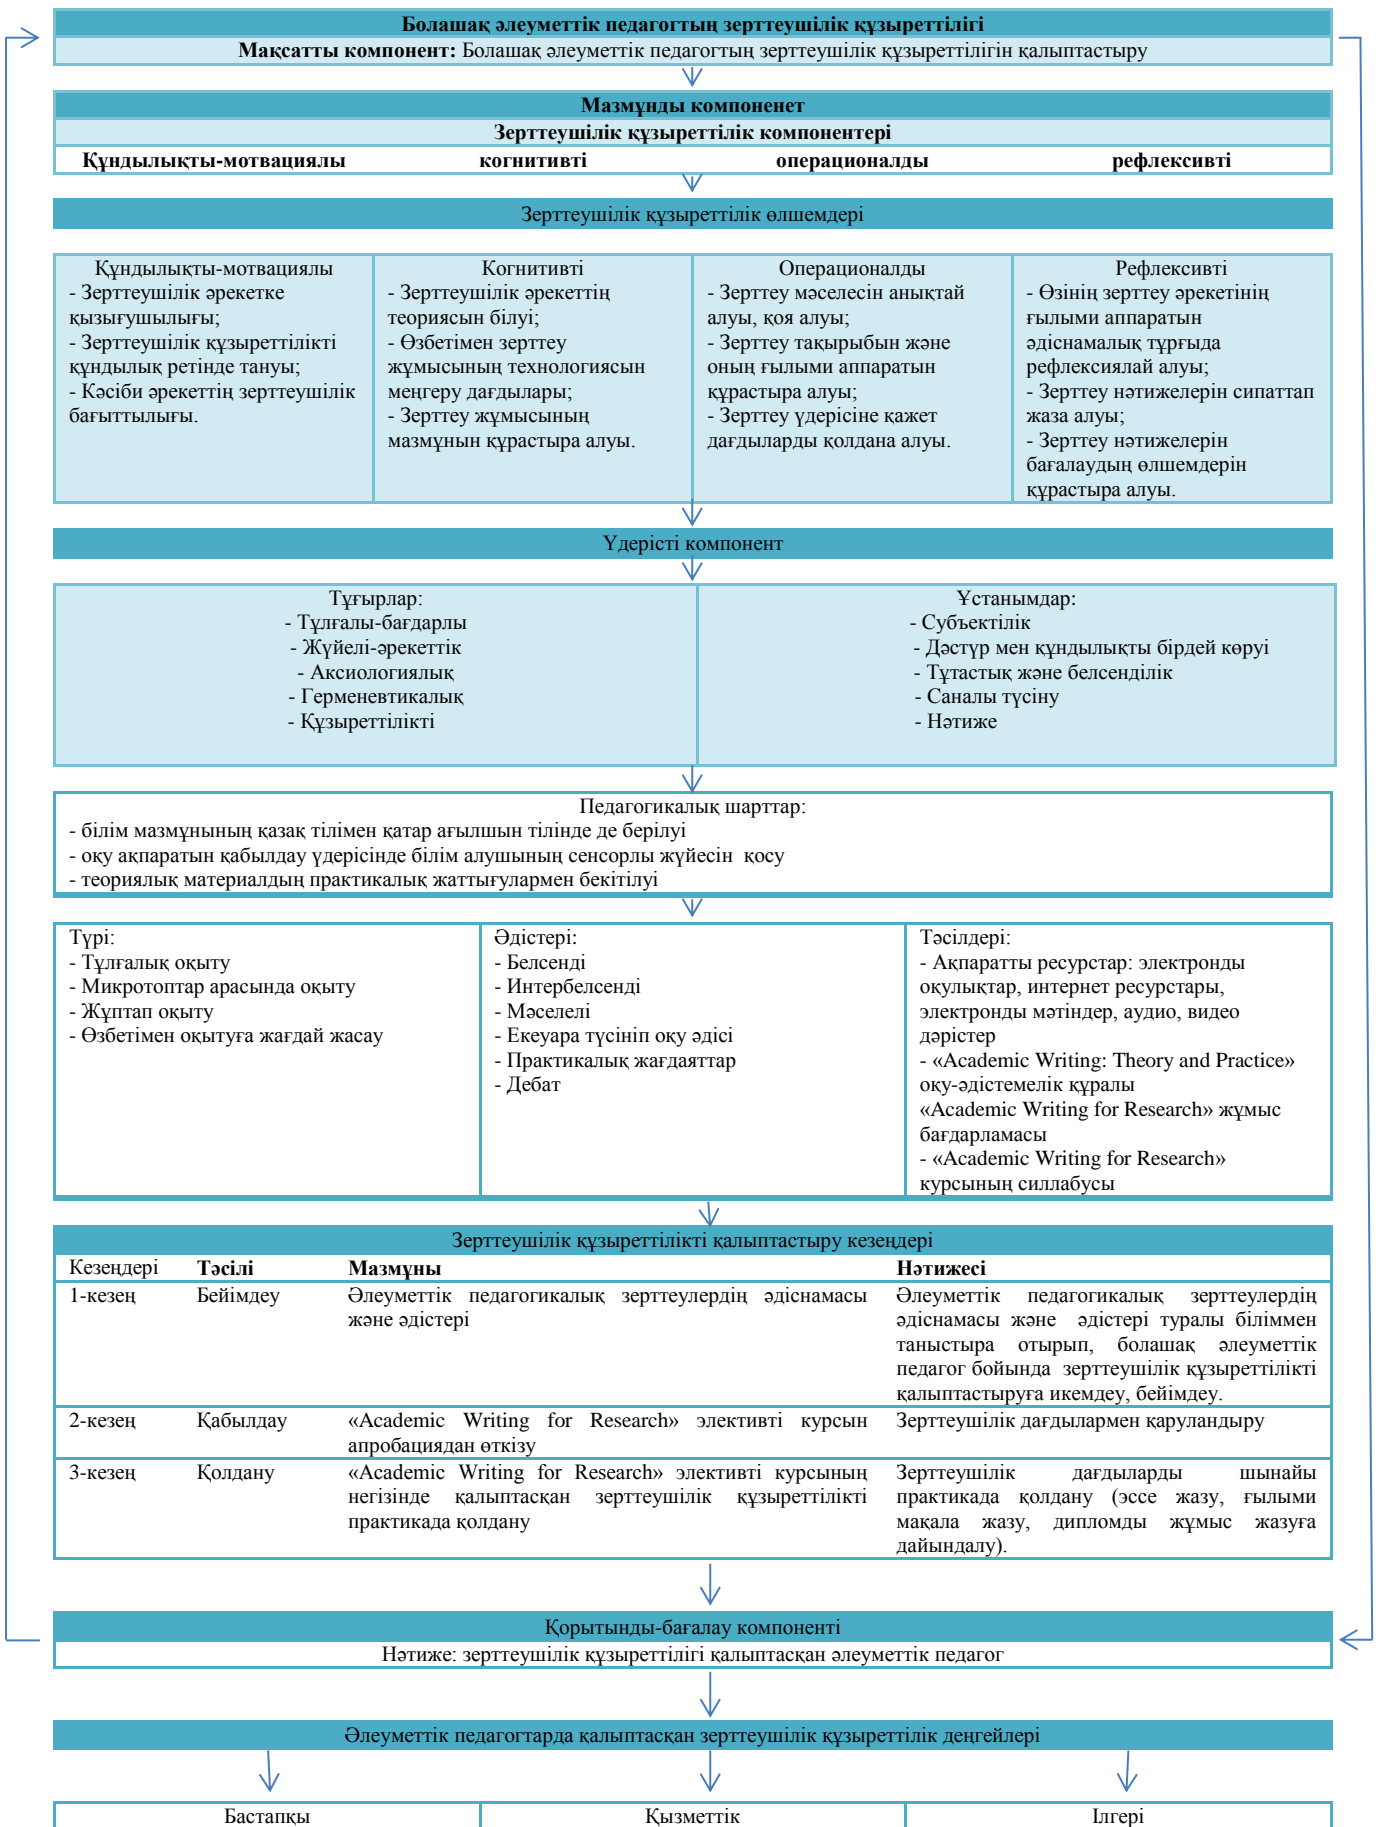 Болашақ әлеуметтік педагогтың зерттеушілік құзыреттілігі
Мақсатты компонент: Болашақ әлеуметтік педагогтың зерттеушілік құзыреттілігін қалыптастыру
Мазмұнды компоненет
Зерттеушілік құзыреттілік компонентері
Құндылықты-мотвациялы когнитивті операционалды рефлексивті
Зерттеушілік құзыреттілік өлшемдері
Құндылықты-мотвациялы
- Зерттеушілік әрекетке
қызығушылығы;
- Зерттеушілік құзыреттілікті
құндылық ретінде тануы;
- Кәсіби әрекеттің зерттеушілік
бағыттылығы.
Когнитивті
- Зерттеушілік әрекеттің
теориясын білуі;
- Өзбетімен зерттеу
жұмысының технологиясын
меңгеру дағдылары;
- Зерттеу жұмысының
мазмұнын құрастыра алуы.
Операционалды
- Зерттеу мәселесін анықтай
алуы, қоя алуы;
- Зерттеу тақырыбын және
оның ғылыми аппаратын
құрастыра алуы;
- Зерттеу үдерісіне қажет
дағдыларды қолдана алуы.
Рефлексивті
- Өзінің зерттеу әрекетінің
ғылыми аппаратын
әдіснамалық тұрғыда
рефлексиялай алуы;
- Зерттеу нәтижелерін сипаттап
жаза алуы;
- Зерттеу нәтижелерін
бағалаудың өлшемдерін
құрастыра алуы.
Үдерісті компонент
Тұғырлар:
- Тұлғалы-бағдарлы
- Жүйелі-әрекеттік
- Аксиологиялық
- Герменевтикалық
- Құзыреттілікті
Ұстанымдар:
- Субъектілік
- Дәстүр мен құндылықты бірдей көруі
- Тұтастық және белсенділік
- Саналы түсіну
- Нәтиже
Педагогикалық шарттар:
- білім мазмұнының қазақ тілімен қатар ағылшын тілінде де берілуі
- оқу ақпаратын қабылдау үдерісінде білім алушының сенсорлы жүйесін қосу
- теориялық материалдың практикалық жаттығулармен бекітілуі
Түрі:
- Тұлғалық оқыту
- Микротоптар арасында оқыту
- Жұптап оқыту
- Өзбетімен оқытуға жағдай жасау
Әдістері:
- Белсенді
- Интербелсенді
- Мәселелі
- Екеуара түсініп оқу әдісі
- Практикалық жағдаяттар
- Дебат
Тәсілдері:
- Ақпаратты ресурстар: электронды
оқулықтар, интернет ресурстары,
электронды мәтіндер, аудио, видео
дәрістер
- «Academic Writing: Theory and Practice»
оқу-әдістемелік құралы
«Academic Writing for Research» жұмыс
бағдарламасы
- «Academic Writing for Research»
курсының силлабусы
Зерттеушілік құзыреттілікті қалыптастыру кезеңдері
Кезеңдері Тәсілі Мазмұны Нәтижесі
1-кезең Бейімдеу
Әлеуметтік педагогикалық зерттеулердің әдіснамасы
және әдістері
Әлеуметтік педагогикалық зерттеулердің
әдіснамасы және әдістері туралы біліммен
таныстыра отырып, болашақ әлеуметтік
педагог бойында зерттеушілік құзыреттілікті
қалыптастыруға икемдеу, бейімдеу.
2-кезең Қабылдау
«Academic Writing for Research» элективті курсын
апробациядан өткізу
Зерттеушілік дағдылармен қаруландыру
3-кезең Қолдану
«Academic Writing for Research» элективті курсының
негізінде қалыптасқан зерттеушілік құзыреттілікті
практикада қолдану
Зерттеушілік дағдыларды шынайы
практикада қолдану (эссе жазу, ғылыми
мақала жазу, дипломды жұмыс жазуға
дайындалу).
Қорытынды-бағалау компоненті
Нәтиже: зерттеушілік құзыреттілігі қалыптасқан әлеуметтік педагог
Әлеуметтік педагогтарда қалыптасқан зерттеушілік құзыреттілік деңгейлері
Бастапқы Қызметтік Ілгері